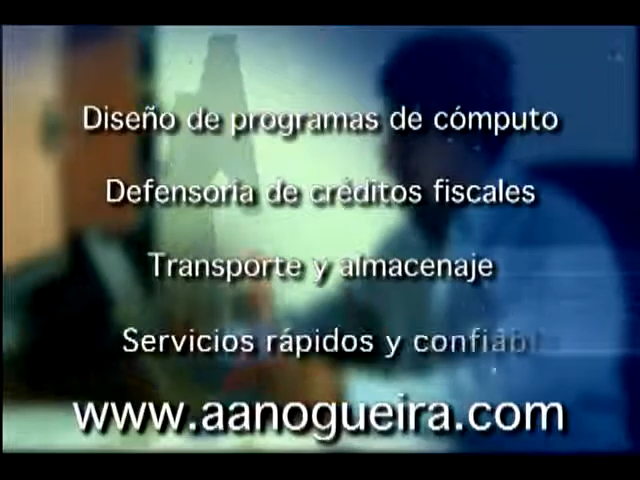 Diseño de programas de cómputo
Defensoría de créditos fiscales
Transporte y almacenaje
Servicios rápidos y
www.aanogueira.com